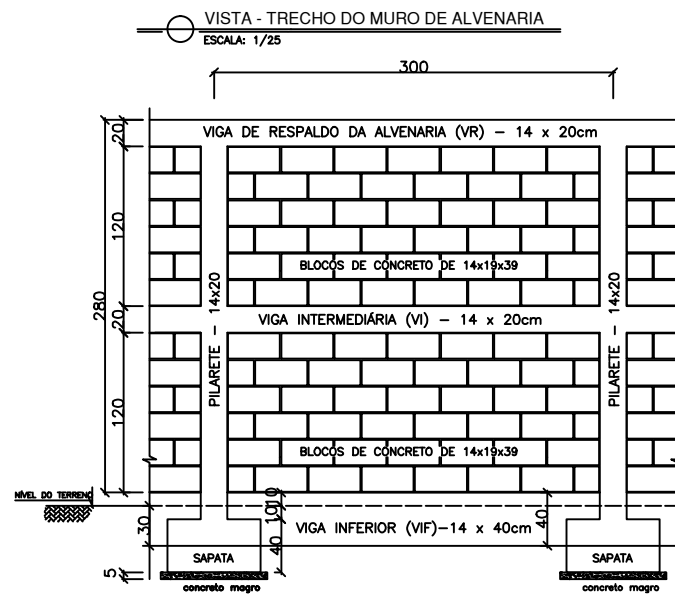 VISTA - TRECHO DO MURO DE ALVENARIA
ESCALA: 1/25
300
20
VIGA DE RESPALDO DA ALVENARIA (VR) - 14 x 20cm
120
BLOCOS DE CONCRETO DE 14x19x39
280
PILARETE - 14x20
PILARETE - 14x20
20
VIGA INTERMEDIÁRIA (VI) - 14 x 20cm
120
BLOCOS DE CONCRETO DE 14x19x39
NÍVEL DO TERRENO
10
10
30
VIGA INFERIOR (VIF)-14 x 40cm
40
40
SAPATA
SAPATA
5
concreto magro
concreto magro